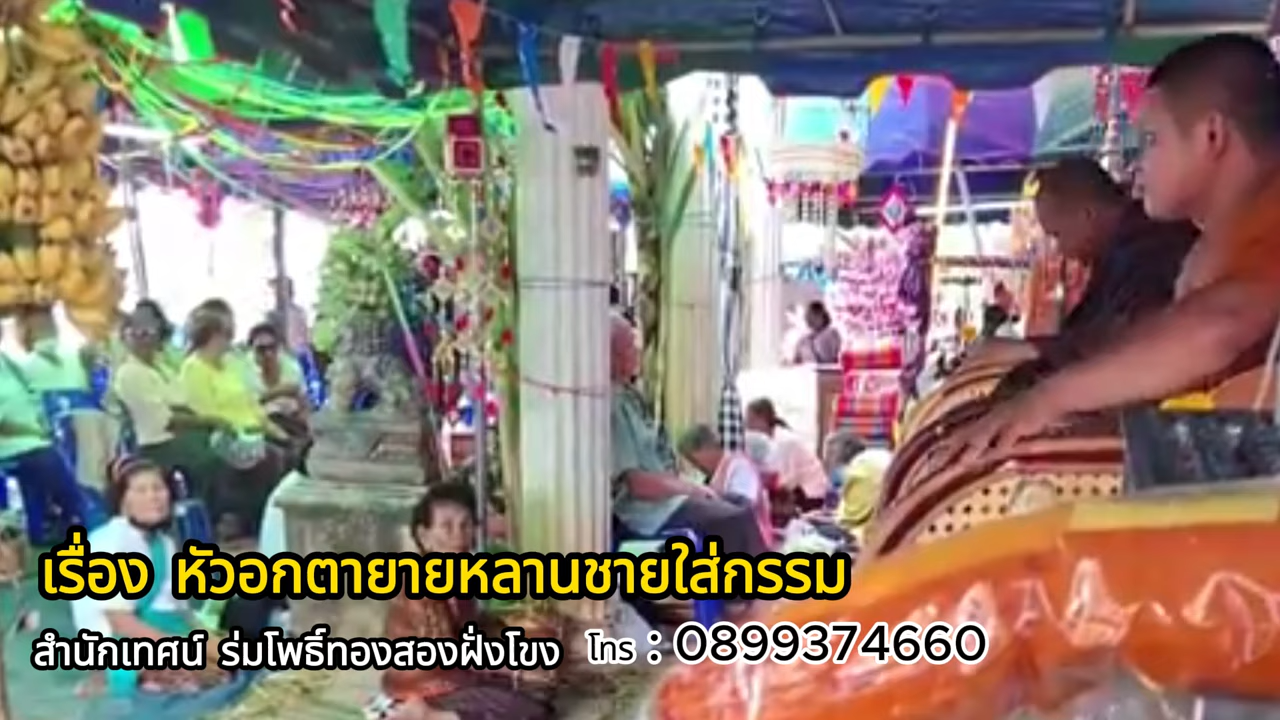 เรื่อง หัวอกตายายหลานชายใส่กรรม
สำนักเทศน์ ร่มโพธิ์ทองสองฝั่งโขง โทร : 0899374660